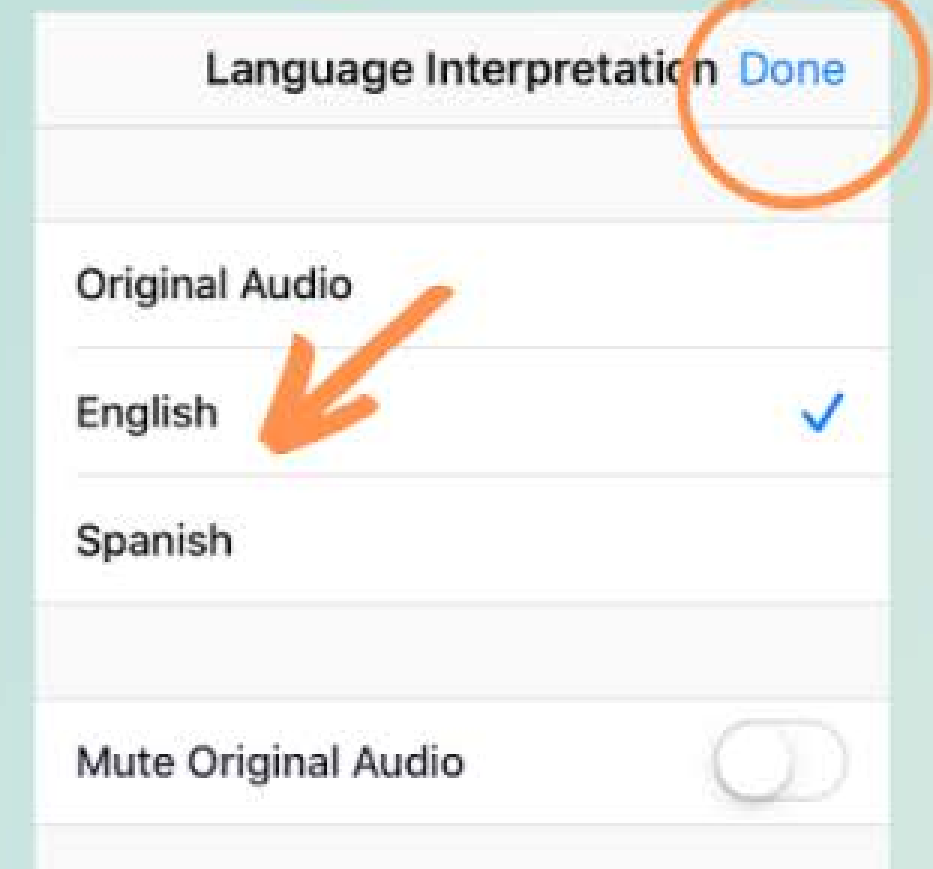 Language Interpretation Done
Original Audio
English
Spanish
Mute Original Audio